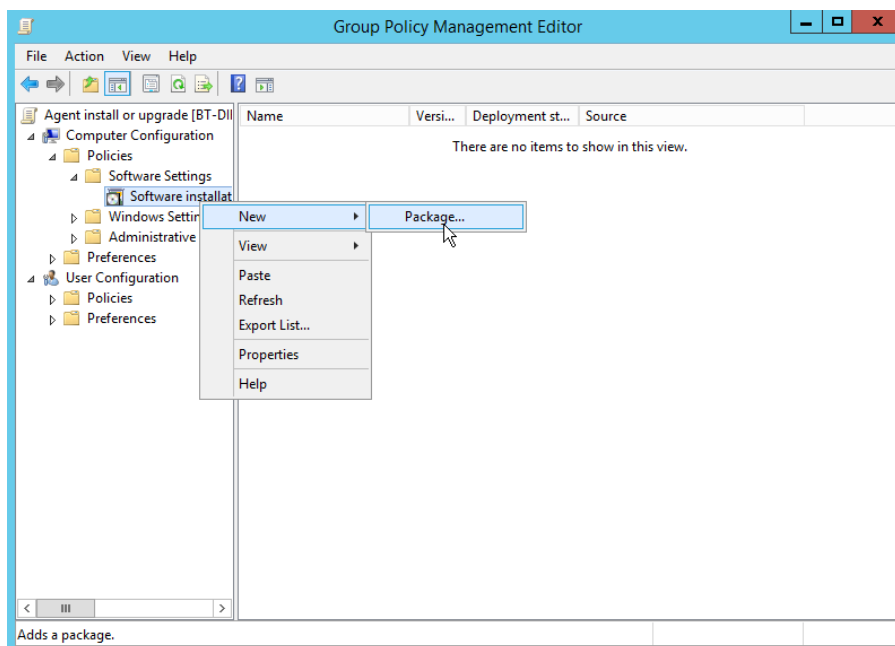 Group Policy Management Editor
File Action View Help
Agent install or upgrade [BT-DII
Computer Configuration
Policies
Software Settings
Software installat
Windows Settin
Administrative
Preferences
User Configuration
Policies
Preferences
Name Versi... Deployment st... Source
There are no items to show in this view.
New Package...
View
Paste
Refresh
Export List...
Properties
Help
Adds a package.